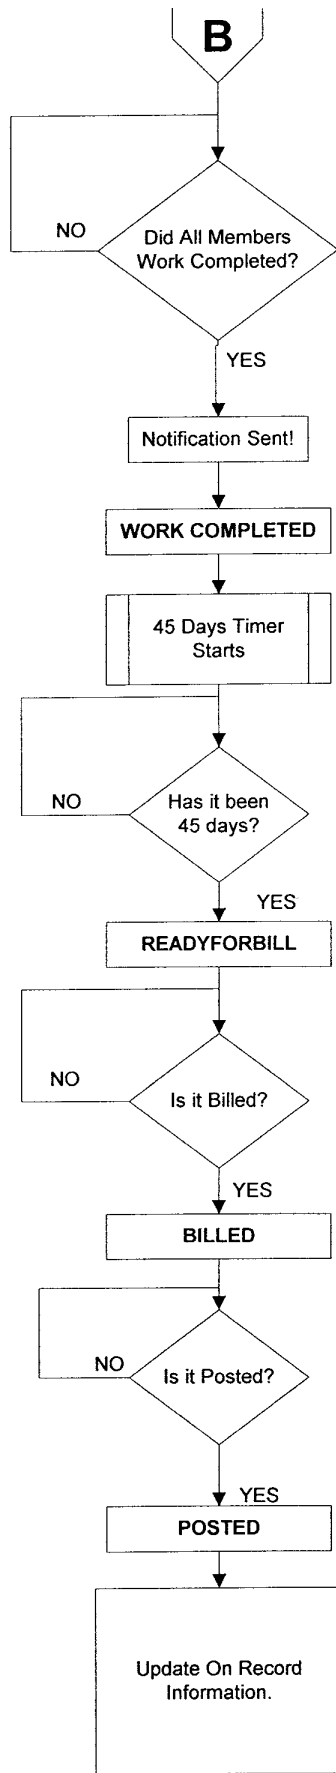 B
NO
Did All Members
Work Completed?
YES
Notification Sent!
WORK COMPLETED
45 Days Timer
Starts
NO
Has it been
45 days?
YES
READYFORBILL
NO
Is it Billed?
YES
BILLED
NO
Is it Posted?
YES
POSTED
Update On Record
Information.